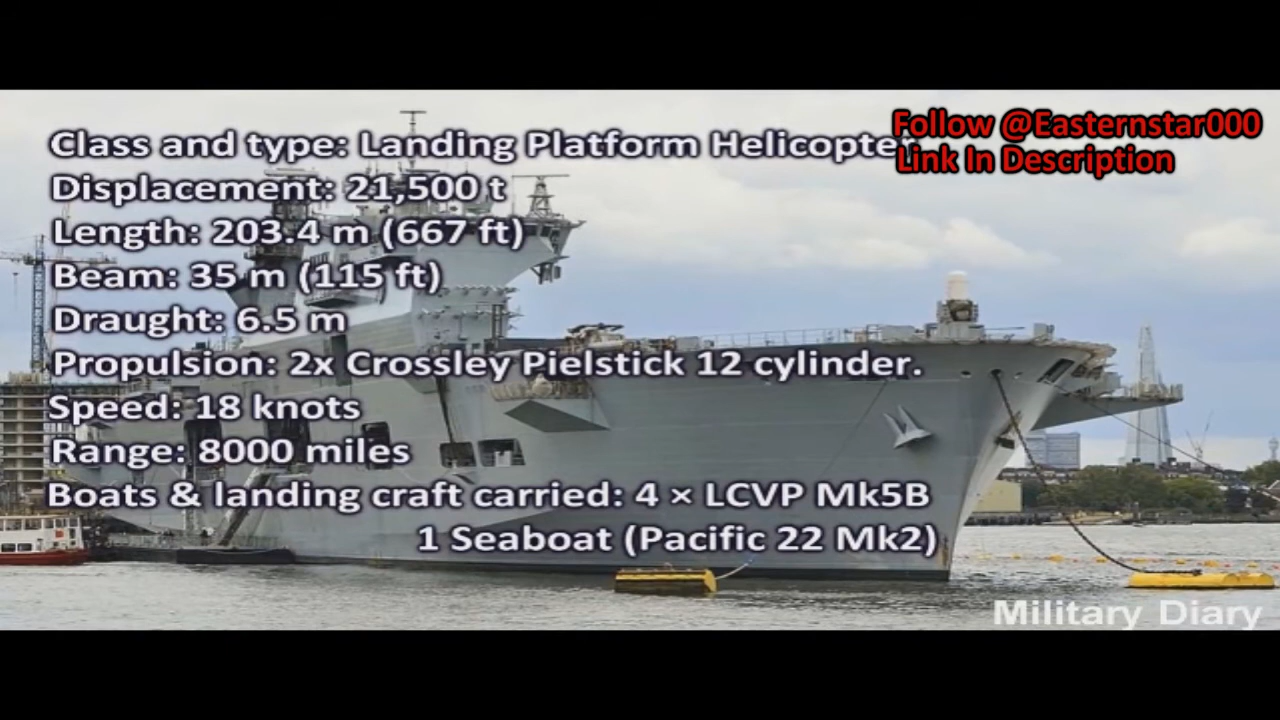 Class and type: Landing Platform Helicopter
Follow @Easternstar000
Link In Description
Displacement: 21,500 t
Length: 203.4 m (667 ft)
Beam: 35 m (115 ft)
Draught: 6.5 m
Propulsion: 2x Crossley Pielstick 12 cylinder.
Speed: 18 knots
Range: 8000 miles
Boats & landing craft carried: 4 × LCVP Mk5B
1 Seaboat (Pacific 22 Mk2)
Military Diary